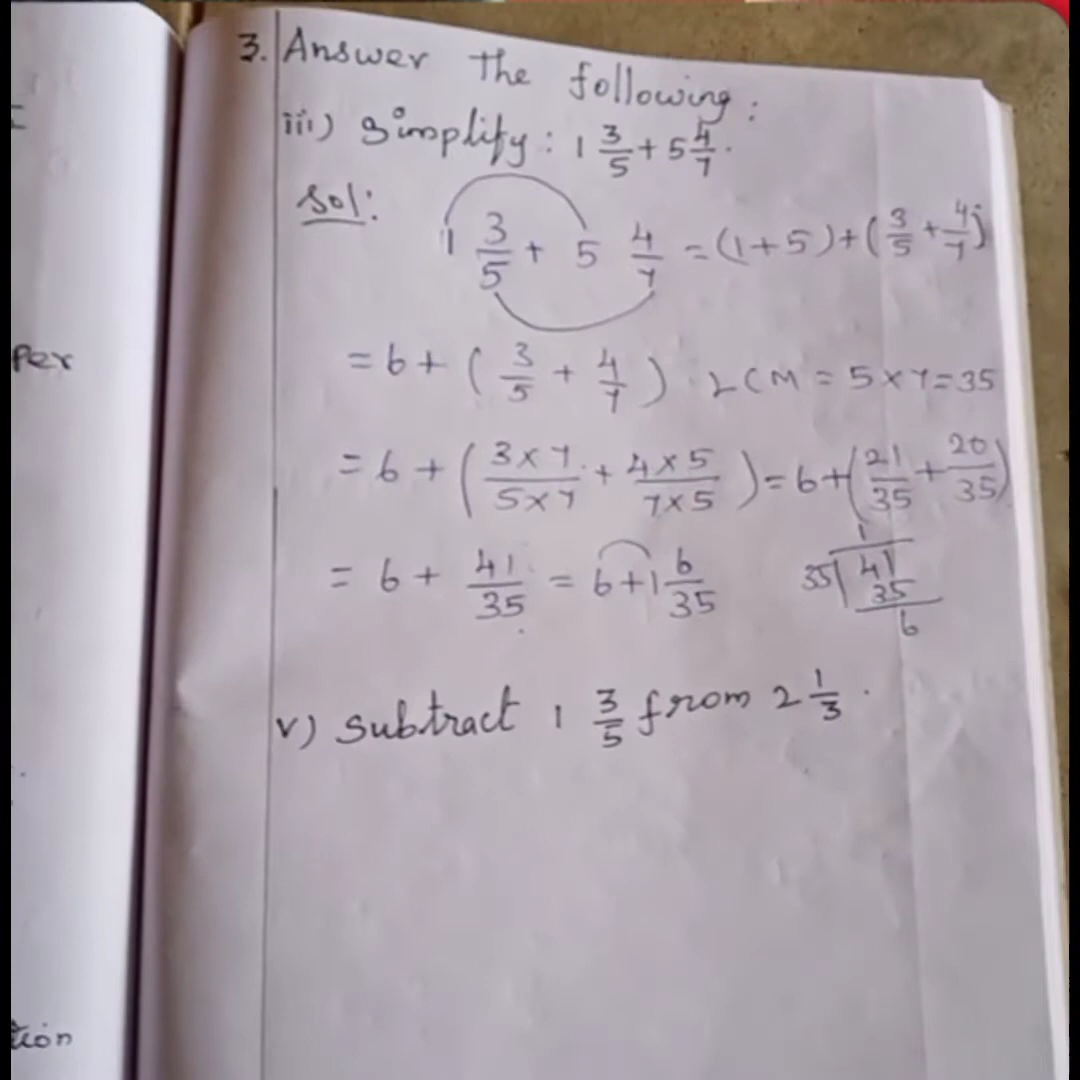 3. Answer the following:
iii) Simplify: 1 3/5 + 5 4/7.
Sol:
1 3/5 + 5 4/7 = (1+5)+(3/5 + 4/7)
= 6 + (3/5 + 4/7) LCM = 5×7=35
= 6 + (3×7/5×7 + 4×5/7×5) = 6+(21/35 + 20/35)
= 6 + 41/35 = 6+1 6/35
1
35) 41
35
6
v) Subtract 1 3/5 from 2 1/3.
Per
tion